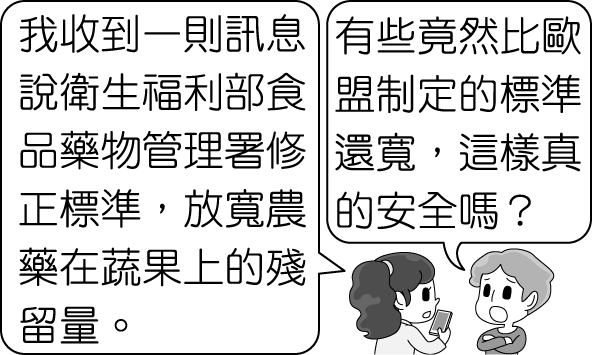 我收到一則訊息
說衛生福利部食
品藥物管理署修
正標準，放寬農
藥在蔬果上的殘
留量。
有些竟然比歐
盟制定的標準
還寬，這樣真
的安全嗎？